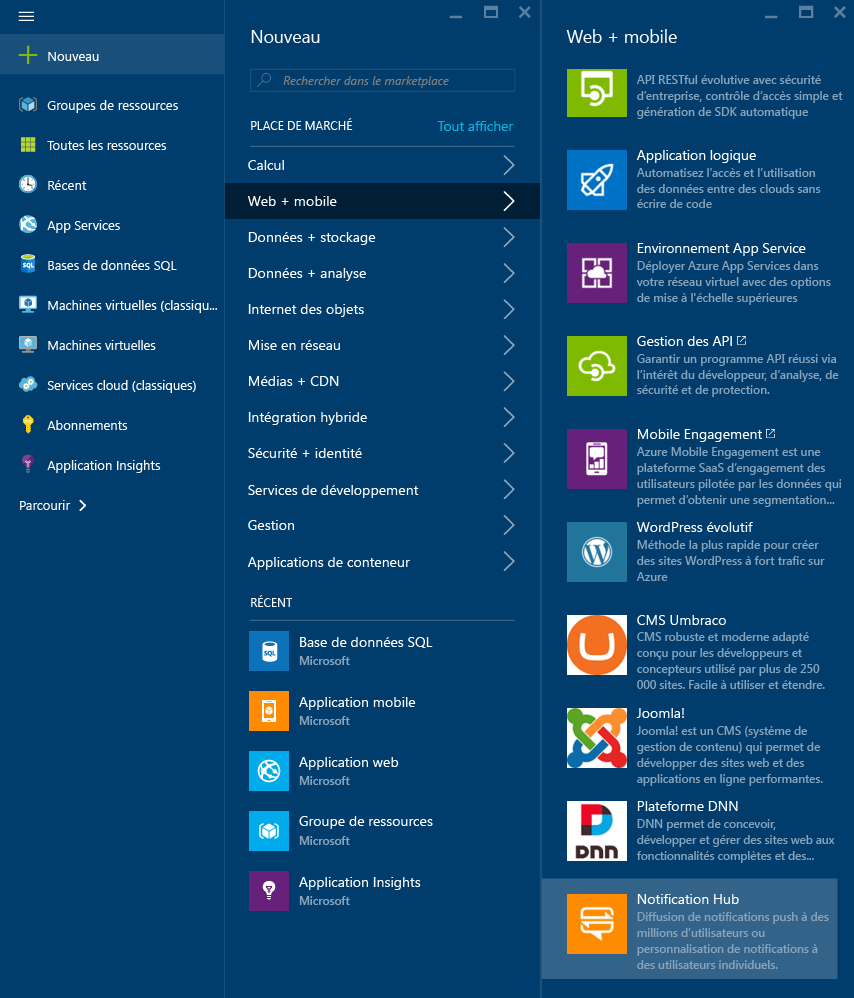 Nouveau
Groupes de ressources
Toutes les ressources
Récent
App Services
Bases de données SQL
Machines virtuelles (classiqu...
Machines virtuelles
Services cloud (classiques)
Abonnements
Application Insights
Parcourir
Nouveau
Rechercher dans le marketplace
PLACE DE MARCHÉ
Tout afficher
Calcul
Web + mobile
Données + stockage
Données + analyse
Internet des objets
Mise en réseau
Médias + CDN
Intégration hybride
Sécurité + identité
Services de développement
Gestion
Applications de conteneur
RÉCENT
Base de données SQL
Microsoft
Application mobile
Microsoft
Application web
Microsoft
Groupe de ressources
Microsoft
Application Insights
Microsoft
Web + mobile
API RESTful évolutive avec sécurité
d'entreprise, contrôle d'accès simple et
génération de SDK automatique
Application logique
Automatisez l'accès et l'utilisation
des données entre des clouds sans
écrire de code
Environnement App Service
Déployer Azure App Services dans
votre réseau virtuel avec des options
de mise à l'échelle supérieures
Gestion des API
Garantir un programme API réussi via
l'intérêt du développeur, d'analyse, de
sécurité et de protection.
Mobile Engagement
Azure Mobile Engagement est une
plateforme SaaS d'engagement des
utilisateurs pilotée par les données qui
permet d'obtenir une segmentation...
WordPress évolutif
Méthode la plus rapide pour créer
des sites WordPress à fort trafic sur
Azure
CMS Umbraco
CMS robuste et moderne adapté
conçu pour les développeurs et
concepteurs utilisé par plus de 250
000 sites. Facile à utiliser et étendre.
Joomla!
Joomla! est un CMS (système de
gestion de contenu) qui permet de
développer des sites web et des
applications en ligne performantes.
Plateforme DNN
DNN permet de concevoir,
développer et gérer des sites web aux
fonctionnalités complètes et des...
Notification Hub
Diffusion de notifications push à des
millions d'utilisateurs ou
personnalisation de notifications à
des utilisateurs individuels.